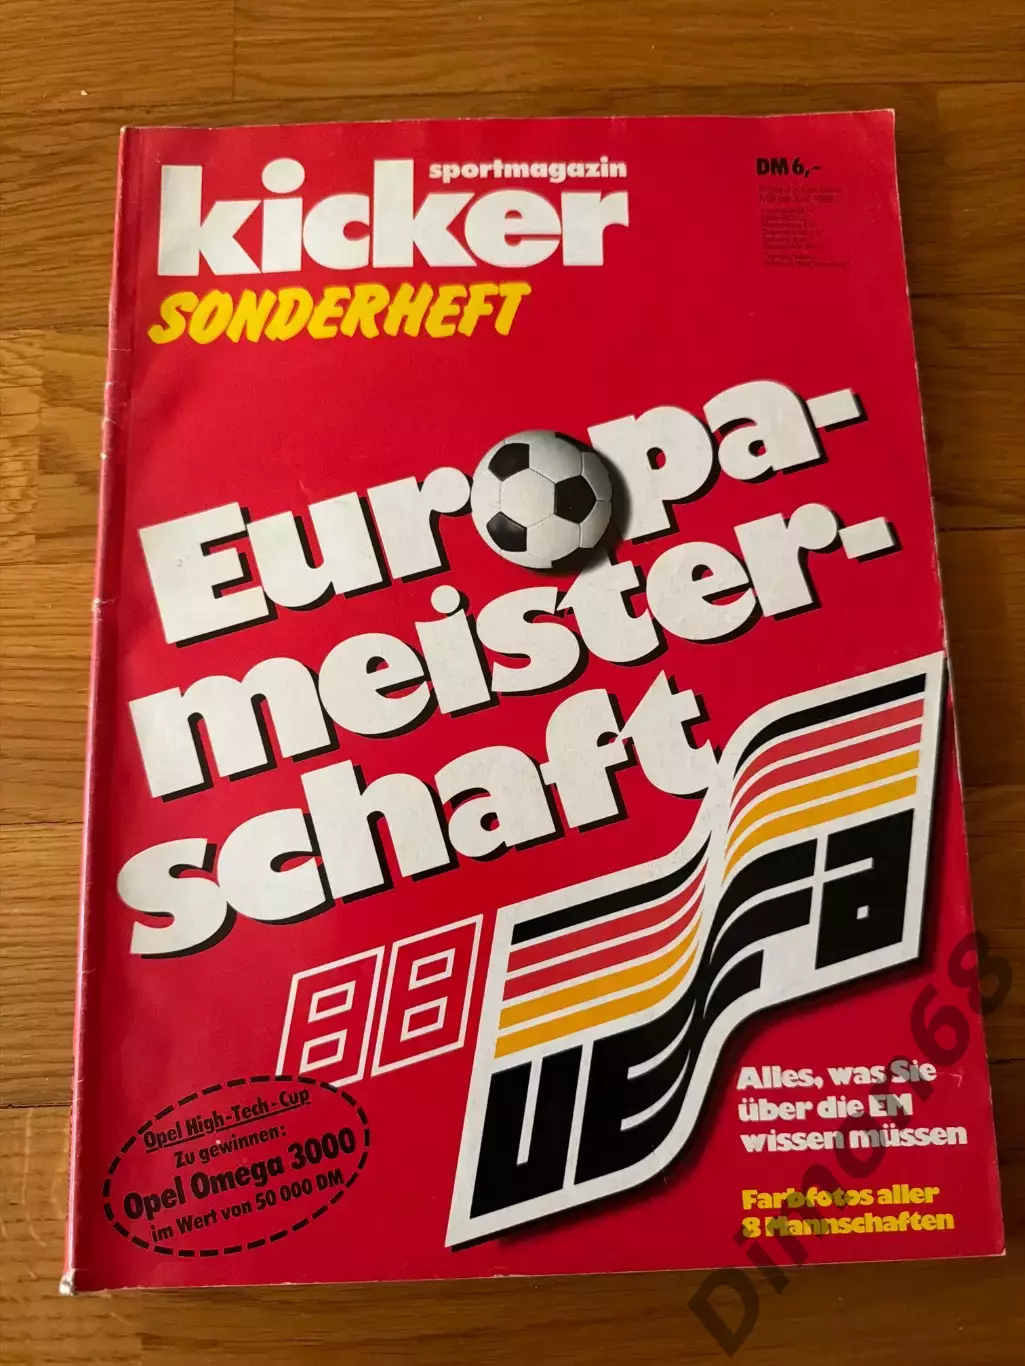 sportmagazin
kicker
SONDERHEFT
DM 6,-
Europa-
meister-
schaft
88
UEFA
Alles, was Sie
über die EM
wissen müssen
Farbfotos aller
8 Mannschaften
Opel High-Tech-Cup
Zu gewinnen:
Opel Omega 3000
im Wert von 50 000 DM
Dimon68